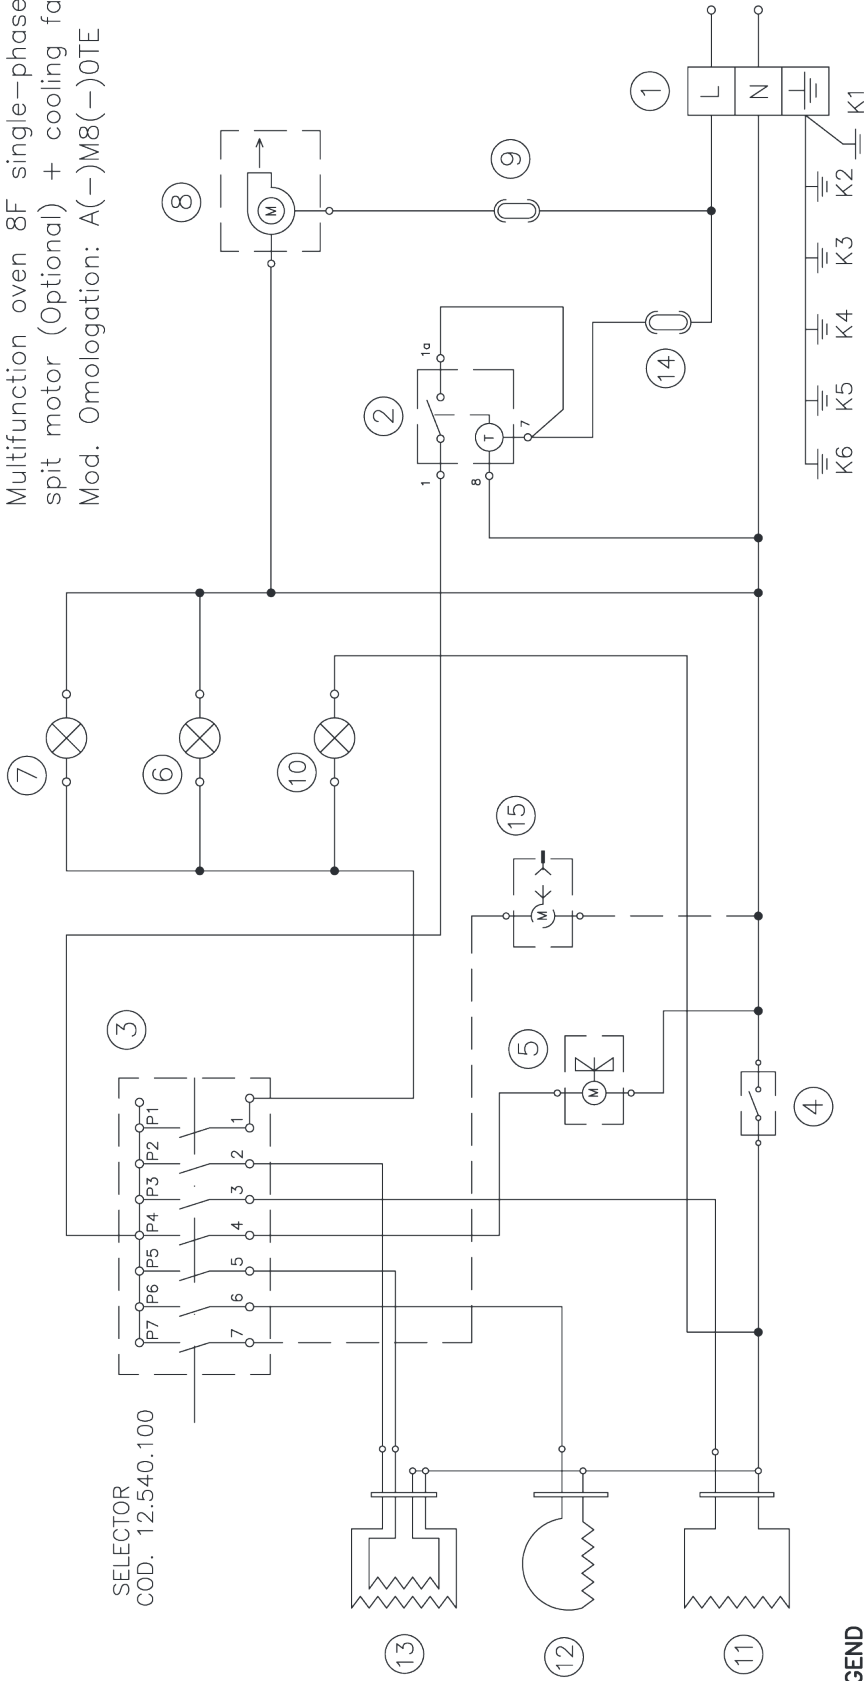 Multifunction oven 8F single-phase
spit motor (Optional) + cooling fa
Mod. Omologation: A(-)M8(-)0TE
7
8
6
2
1a
1
9
10
T
7
8
14
1
L
N
M
K1
K2
K3
K4
K5
K6
3
15
M
5
M
4
P1
P2
P3
P4
P5
P6
P7
1
2
3
4
5
6
7
SELECTOR
COD. 12.540.100
13
12
11
GEND